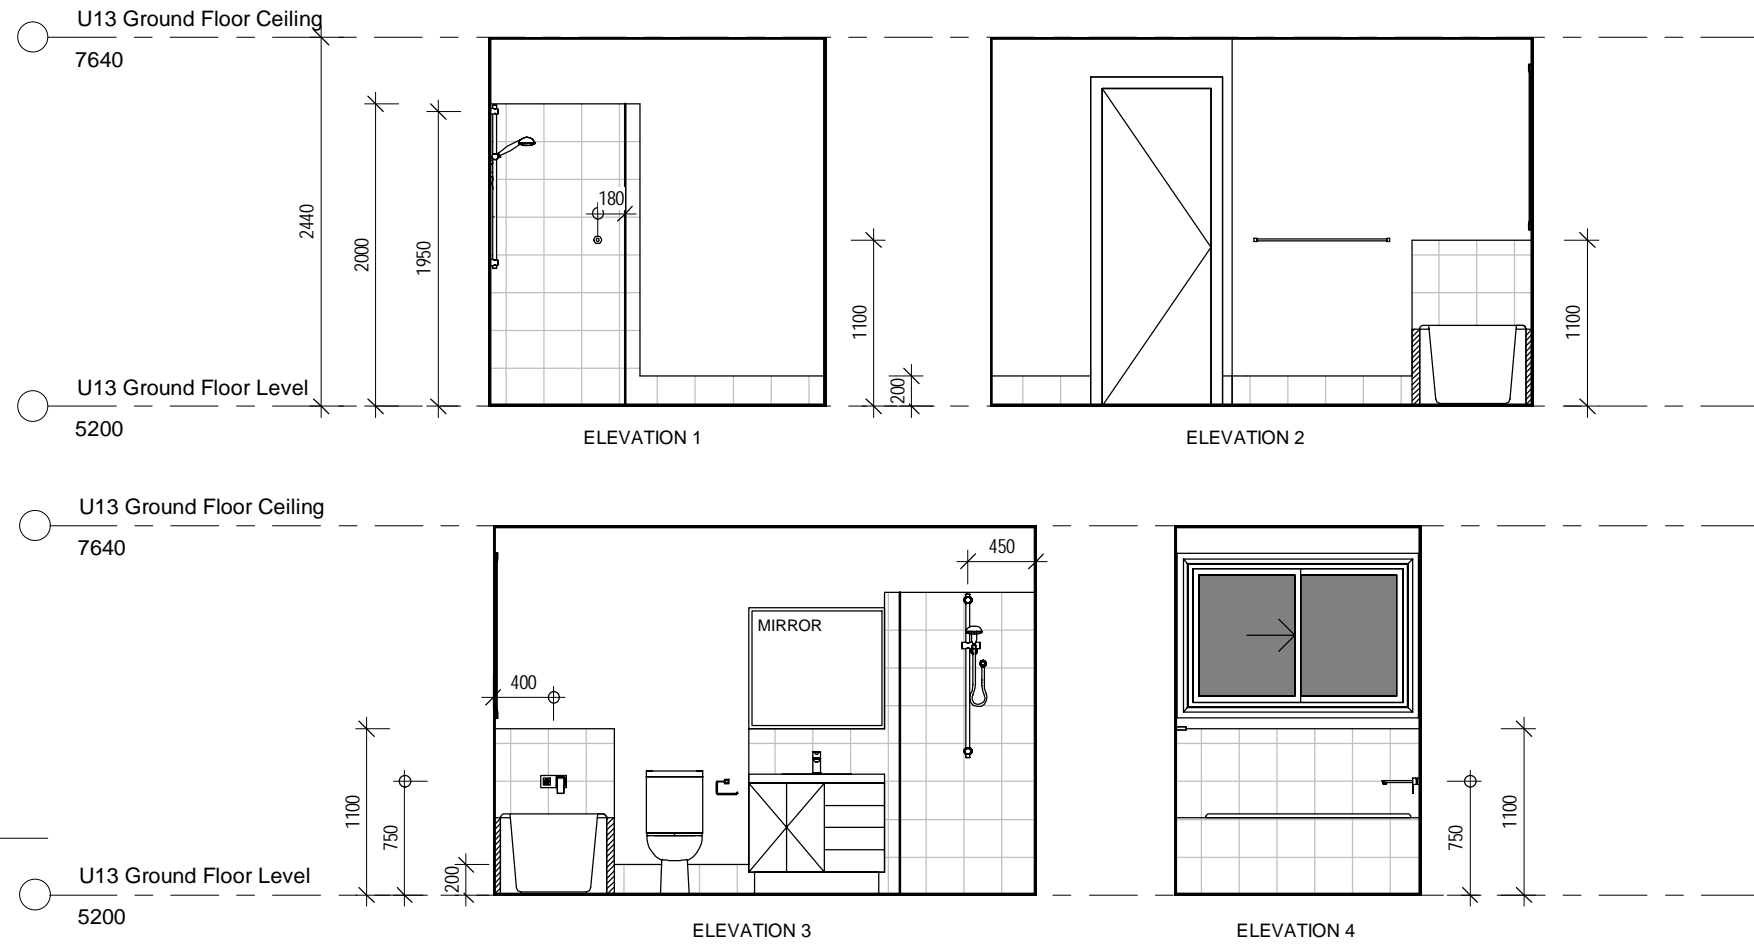 U13 Ground Floor Ceiling
7640
2440
2000
1950
180
1100
200
1100
U13 Ground Floor Level
5200
ELEVATION 1
ELEVATION 2
U13 Ground Floor Ceiling
7640
450
MIRROR
400
1100
750
200
750
1100
U13 Ground Floor Level
5200
ELEVATION 3
ELEVATION 4